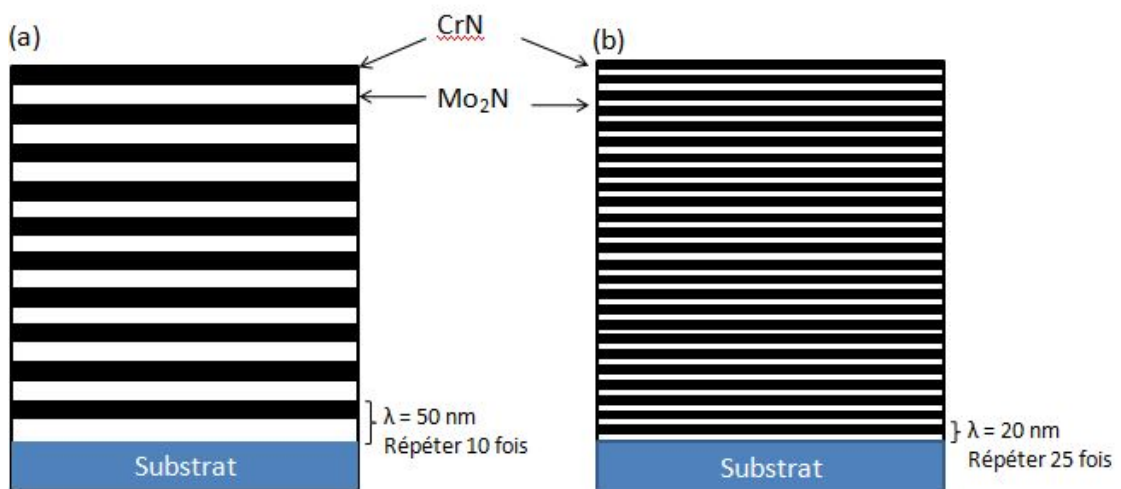 (a)
CrN
(b)
Mo₂N
λ = 50 nm
Répéter 10 fois
λ = 20 nm
Répéter 25 fois
Substrat
Substrat